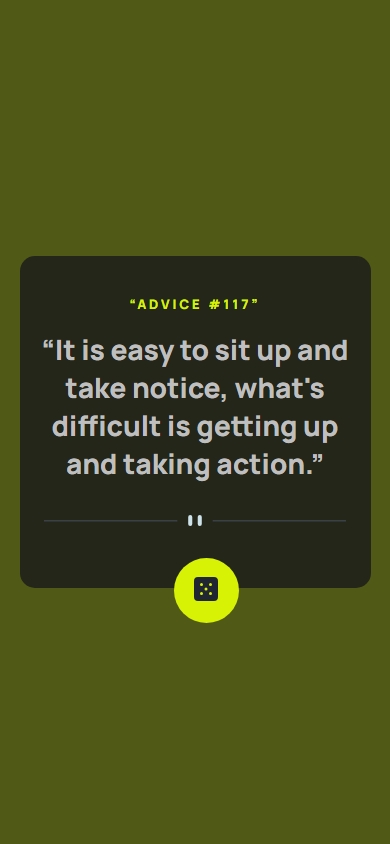 “ADVICE #117”
“It is easy to sit up and
take notice, what's
difficult is getting up
and taking action.”